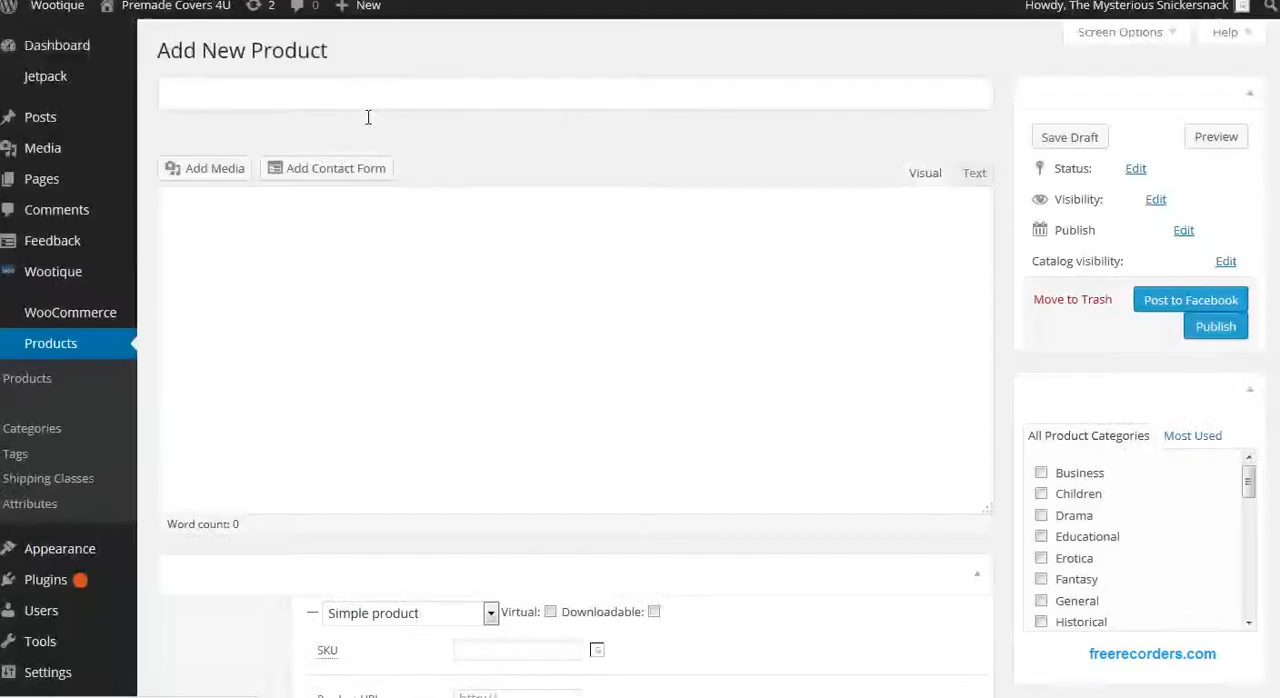 Wootique
Premade Covers 4U
2
0
New
Howdy, The Mysterious Snickersnack
Screen Options
Help
Dashboard
Jetpack
Posts
Media
Pages
Comments
Feedback
Wootique
WooCommerce
Products
Products
Categories
Tags
Shipping Classes
Attributes
Appearance
Plugins
Users
Tools
Settings
Add New Product
Add Media
Add Contact Form
Visual
Text
Word count: 0
Simple product
Virtual:
Downloadable:
SKU
http://
Save Draft
Preview
Status:
Edit
Visibility:
Edit
Publish
Edit
Catalog visibility:
Edit
Move to Trash
Post to Facebook
Publish
All Product Categories
Most Used
Business
Children
Drama
Educational
Erotica
Fantasy
General
Historical
freerecorders.com